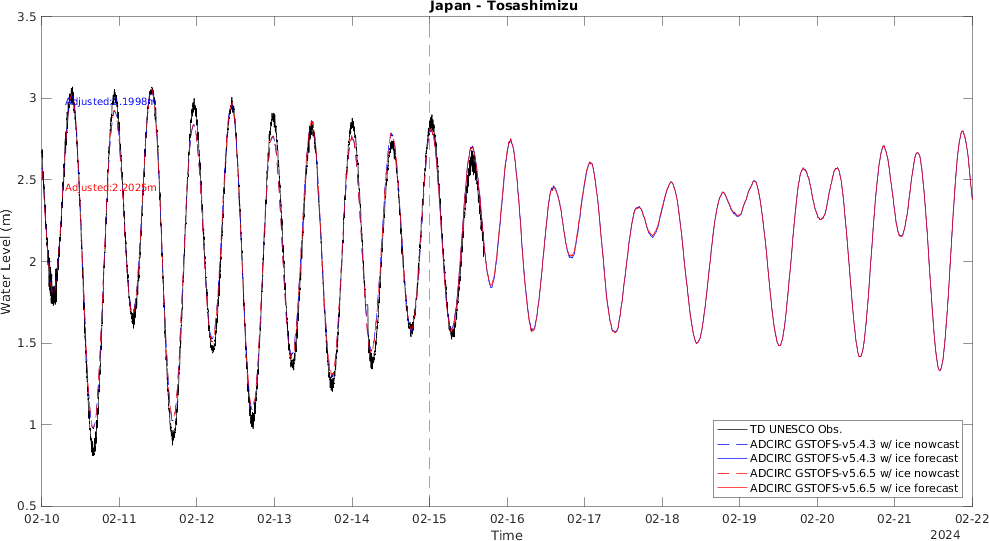 Japan - Tosashimizu
3.5
3
2.5
2
1.5
1
0.5
Water Level (m)
Adjusted:2.2025m
02-10
02-11
02-12
02-13
02-14
02-15
02-16
02-17
02-18
02-19
02-20
02-21
02-22
Time
2024
TD UNESCO Obs.
ADCIRC GSTOFS-v5.4.3 w/ ice nowcast
ADCIRC GSTOFS-v5.4.3 w/ ice forecast
ADCIRC GSTOFS-v5.6.5 w/ ice nowcast
ADCIRC GSTOFS-v5.6.5 w/ ice forecast